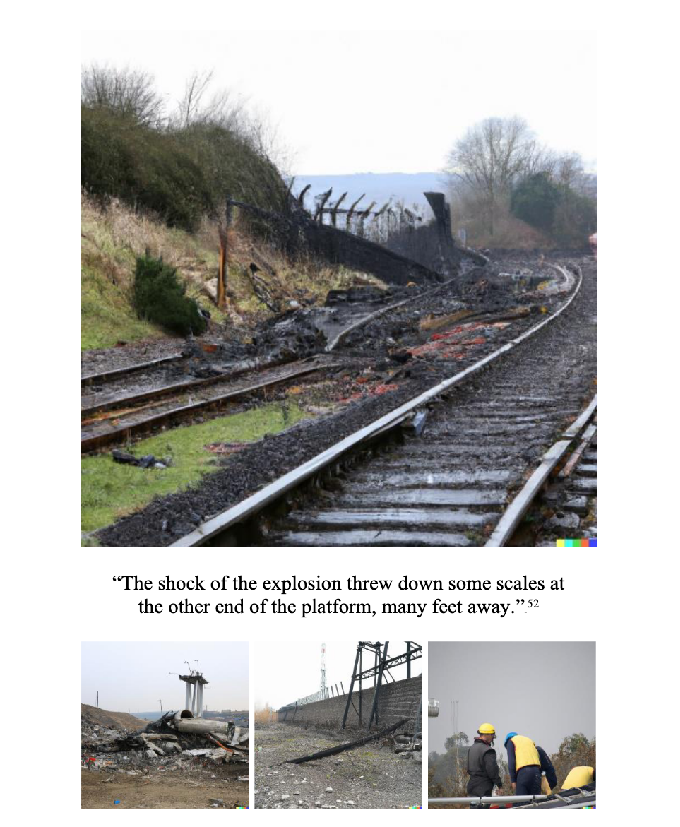 “The shock of the explosion threw down some scales at
the other end of the platform, many feet away.”52